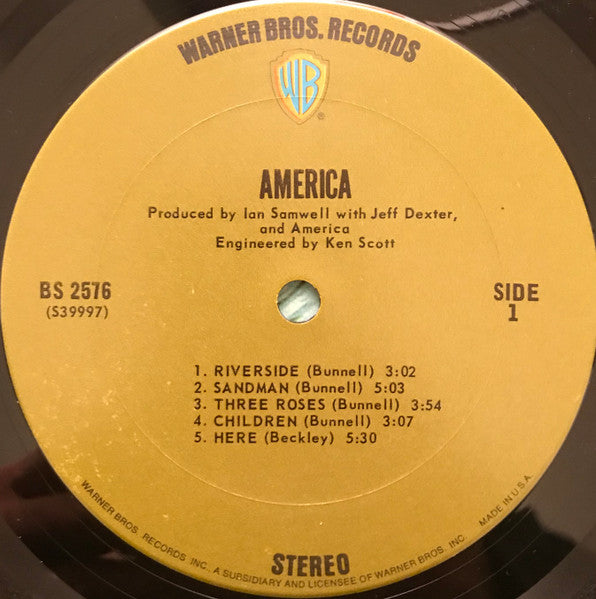 WARNER BROS. RECORDS
WB
®
AMERICA
Produced by Ian Samwell with Jeff Dexter,
and America
Engineered by Ken Scott
BS 2576
(S39997)
SIDE
1
1. RIVERSIDE (Bunnell) 3:02
2. SANDMAN (Bunnell) 5:03
3. THREE ROSES (Bunnell) 3:54
4. CHILDREN (Bunnell) 3:07
5. HERE (Beckley) 5:30
STEREO
WARNER BROS. RECORDS INC. A SUBSIDIARY AND LICENSEE OF WARNER BROS. INC. MADE IN U.S.A.